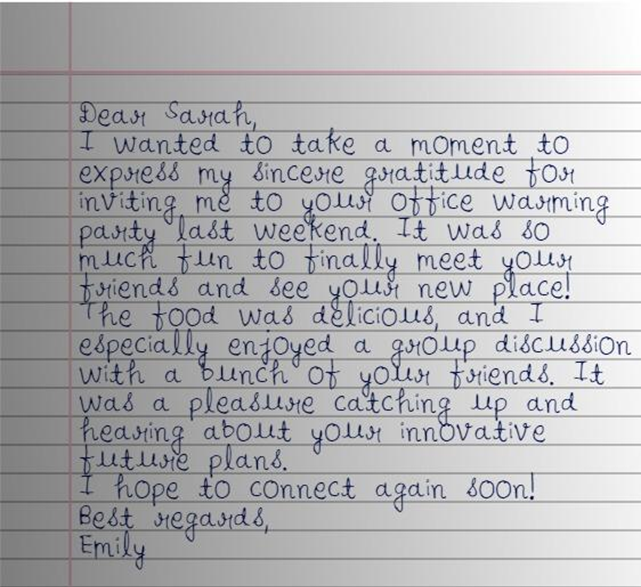 Dear Sarah,
I wanted to take a moment to
express my sincere gratitude for
inviting me to your office warming
party last weekend. It was so
much fun to finally meet your
friends and see your new place!
The food was delicious, and I
especially enjoyed a group discussion
with a bunch of your friends. It
was a pleasure catching up and
hearing about your innovative
future plans.
I hope to connect again soon!
Best regards,
Emily